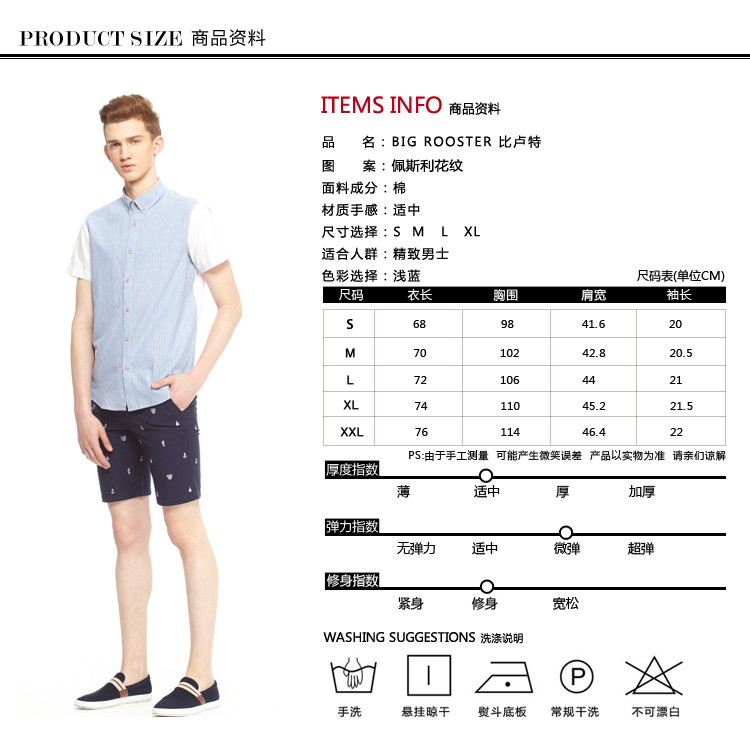 PRODUCT SIZE 商品资料
ITEMS INFO 商品资料
品 名：BIG ROOSTER 比卢特
图 案：佩斯利花纹
面料成分：棉
材质手感：适中
尺寸选择：S M L XL
适合人群：精致男士
色彩选择：浅蓝
尺码表(单位CM)
尺码 衣长 胸围 肩宽 袖长
S 68 98 41.6 20
M 70 102 42.8 20.5
L 72 106 44 21
XL 74 110 45.2 21.5
XXL 76 114 46.4 22
PS:由于手工测量 可能产生微笑误差 产品以实物为准 请亲们谅解
厚度指数
薄 适中 厚 加厚
弹力指数
无弹力 适中 微弹 超弹
修身指数
紧身 修身 宽松
WASHING SUGGESTIONS 洗涤说明
P
手洗 悬挂晾干 熨斗底板 常规干洗 不可漂白